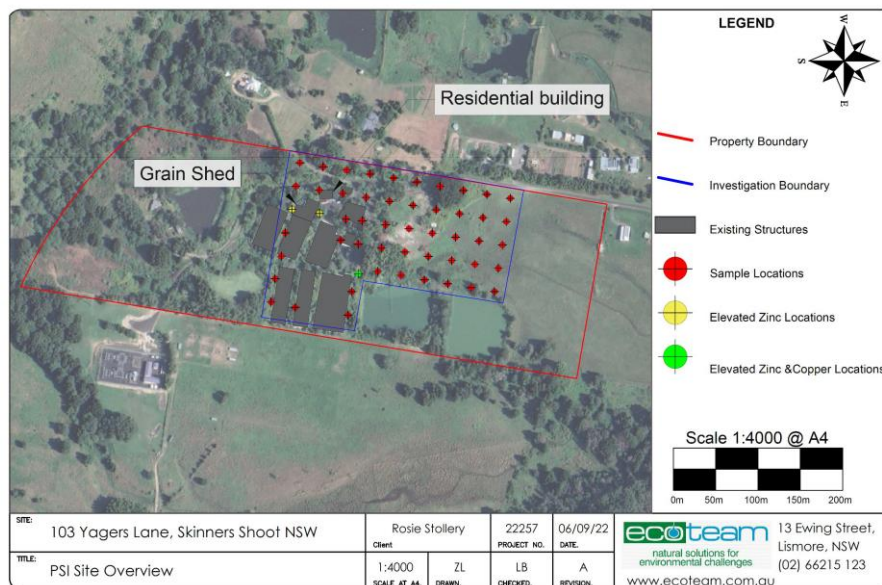 LEGEND
W
S
E
Residential building
Grain Shed
Property Boundary
Investigation Boundary
Existing Structures
Sample Locations
Elevated Zinc Locations
Elevated Zinc &Copper Locations
Scale 1:4000 @ A4
0m 50m 100m 150m 200m
SITE:
103 Yagers Lane, Skinners Shoot NSW
TITLE:
PSI Site Overview
Rosie Stollery
Client
22257
PROJECT NO.
06/09/22
DATE.
1:4000
SCALE AT A4.
ZL
DRAWN.
LB
CHECKED.
A
REVISION.
ecoteam
natural solutions for
environmental challenges
www.ecoteam.com.au
13 Ewing Street,
Lismore, NSW
(02) 66215 123